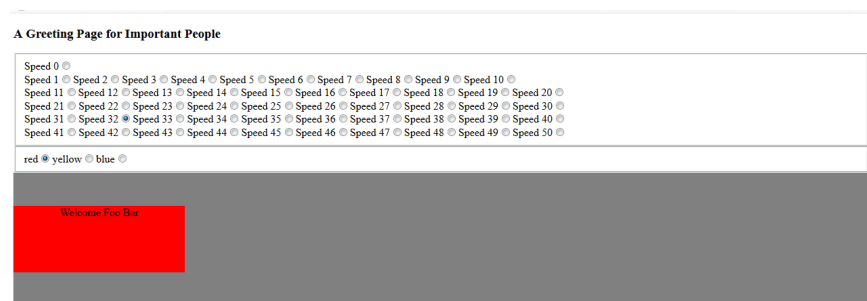 A Greeting Page for Important People
Speed 0
Speed 1 Speed 2 Speed 3 Speed 4 Speed 5 Speed 6 Speed 7 Speed 8 Speed 9 Speed 10
Speed 11 Speed 12 Speed 13 Speed 14 Speed 15 Speed 16 Speed 17 Speed 18 Speed 19 Speed 20
Speed 21 Speed 22 Speed 23 Speed 24 Speed 25 Speed 26 Speed 27 Speed 28 Speed 29 Speed 30
Speed 31 Speed 32 Speed 33 Speed 34 Speed 35 Speed 36 Speed 37 Speed 38 Speed 39 Speed 40
Speed 41 Speed 42 Speed 43 Speed 44 Speed 45 Speed 46 Speed 47 Speed 48 Speed 49 Speed 50
red yellow blue
Welcome Foo Bar